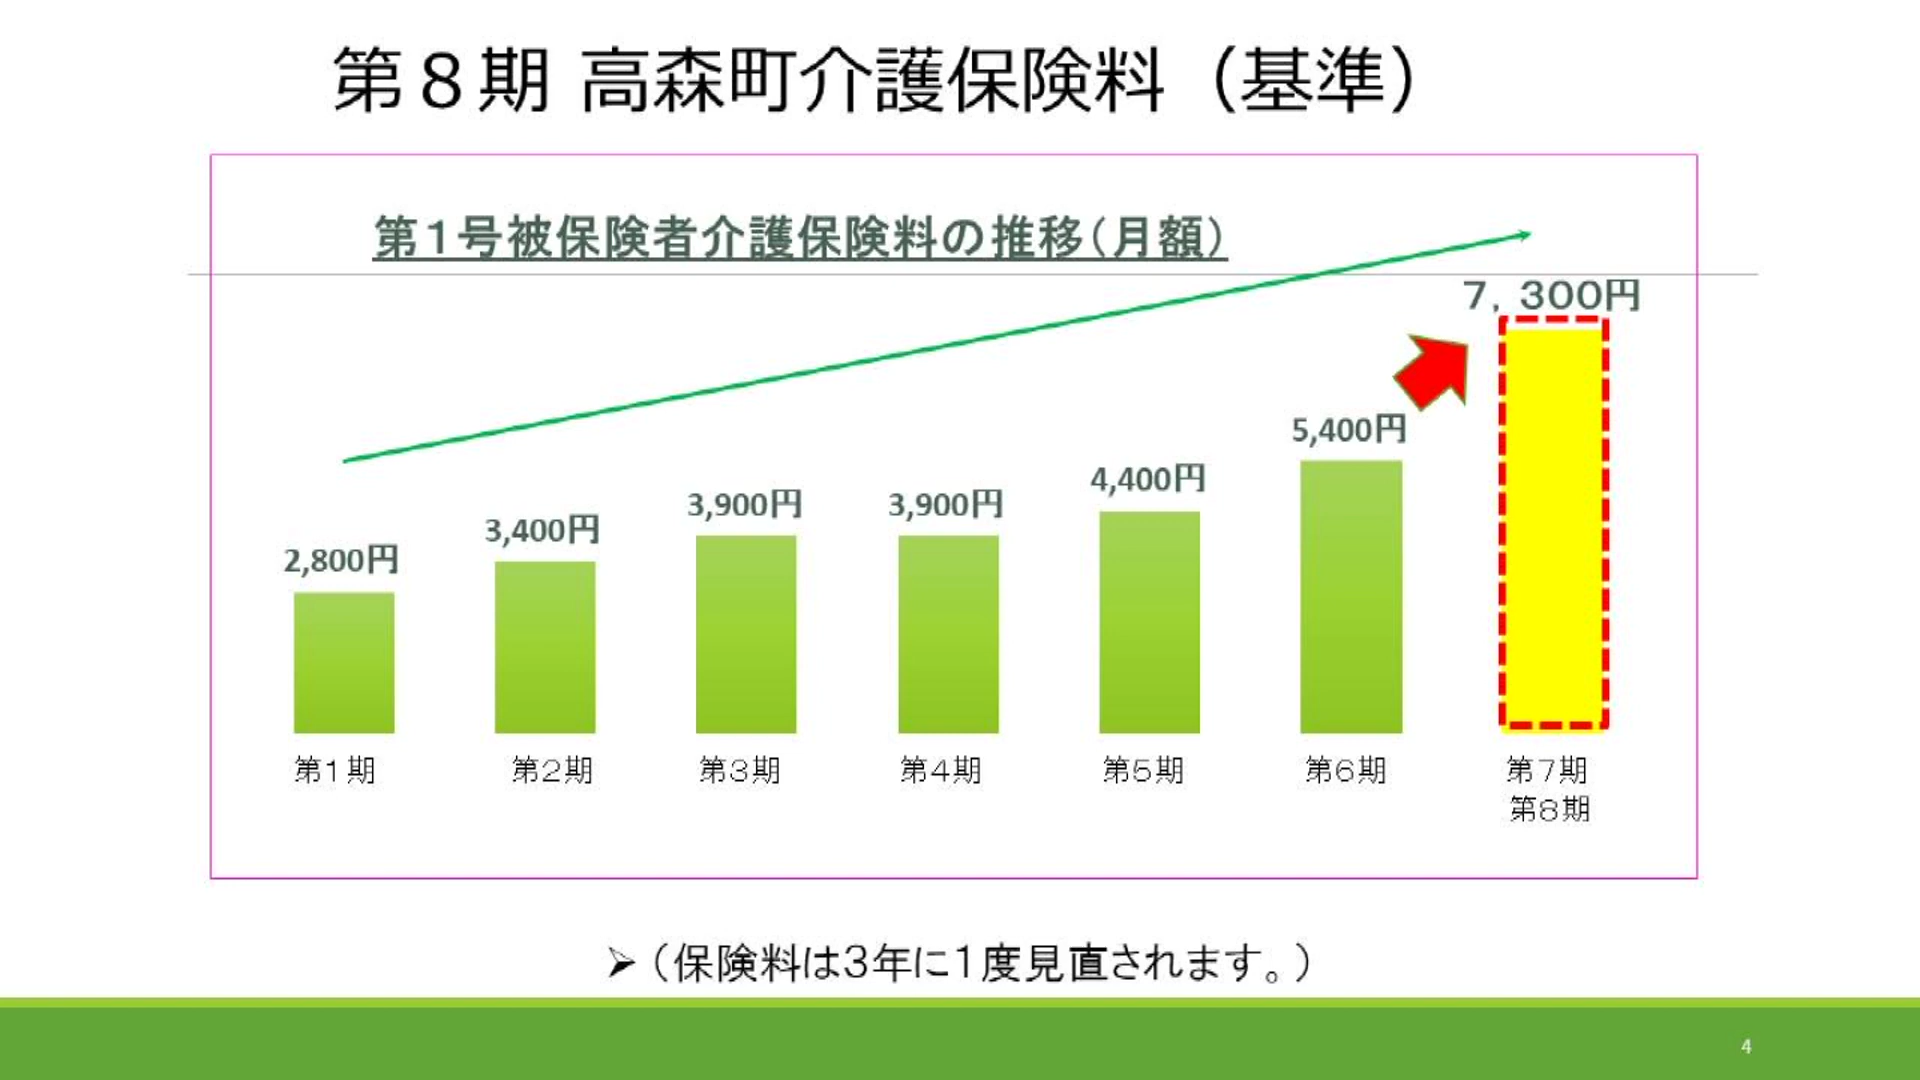 第８期 高森町介護保険料（基準）
第１号被保険者介護保険料の推移（月額）
７，３００円
5,400円
4,400円
3,900円
3,900円
3,400円
2,800円
第１期
第２期
第３期
第４期
第５期
第６期
第７期
第８期
➢（保険料は３年に１度見直されます。）
4